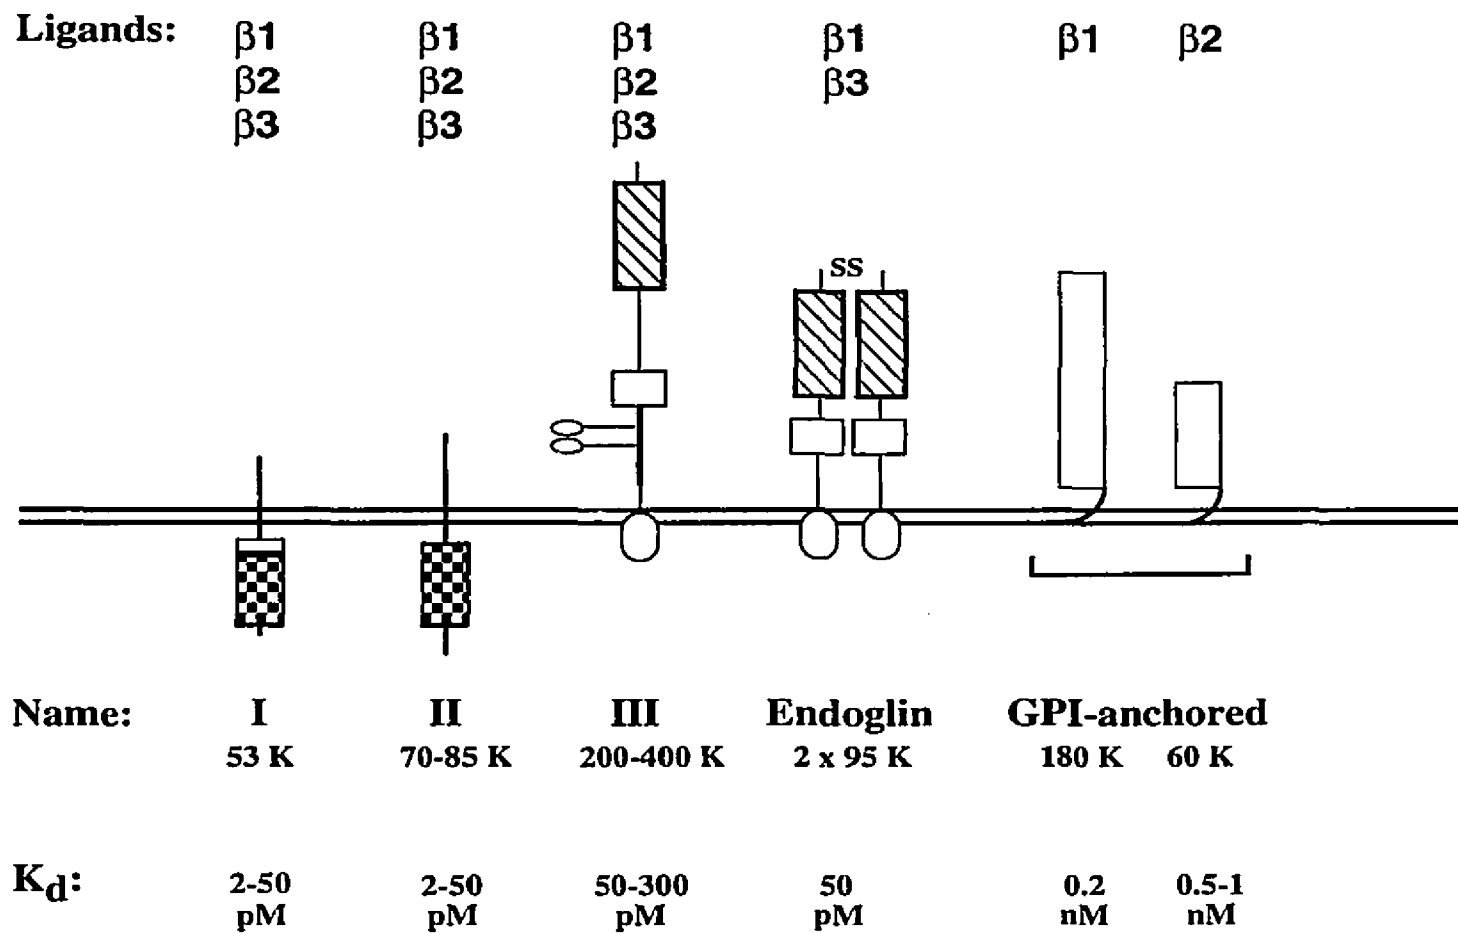 Ligands: β1 β1 β1 β1 β1 β2
β2 β2 β2 β3
β3 β3 β3
SS
Name: I II III Endoglin GPI-anchored
53 K 70-85 K 200-400 K 2 x 95 K 180 K 60 K
Kd: 2-50 2-50 50-300 50 0.2 0.5-1
pM pM pM pM nM nM